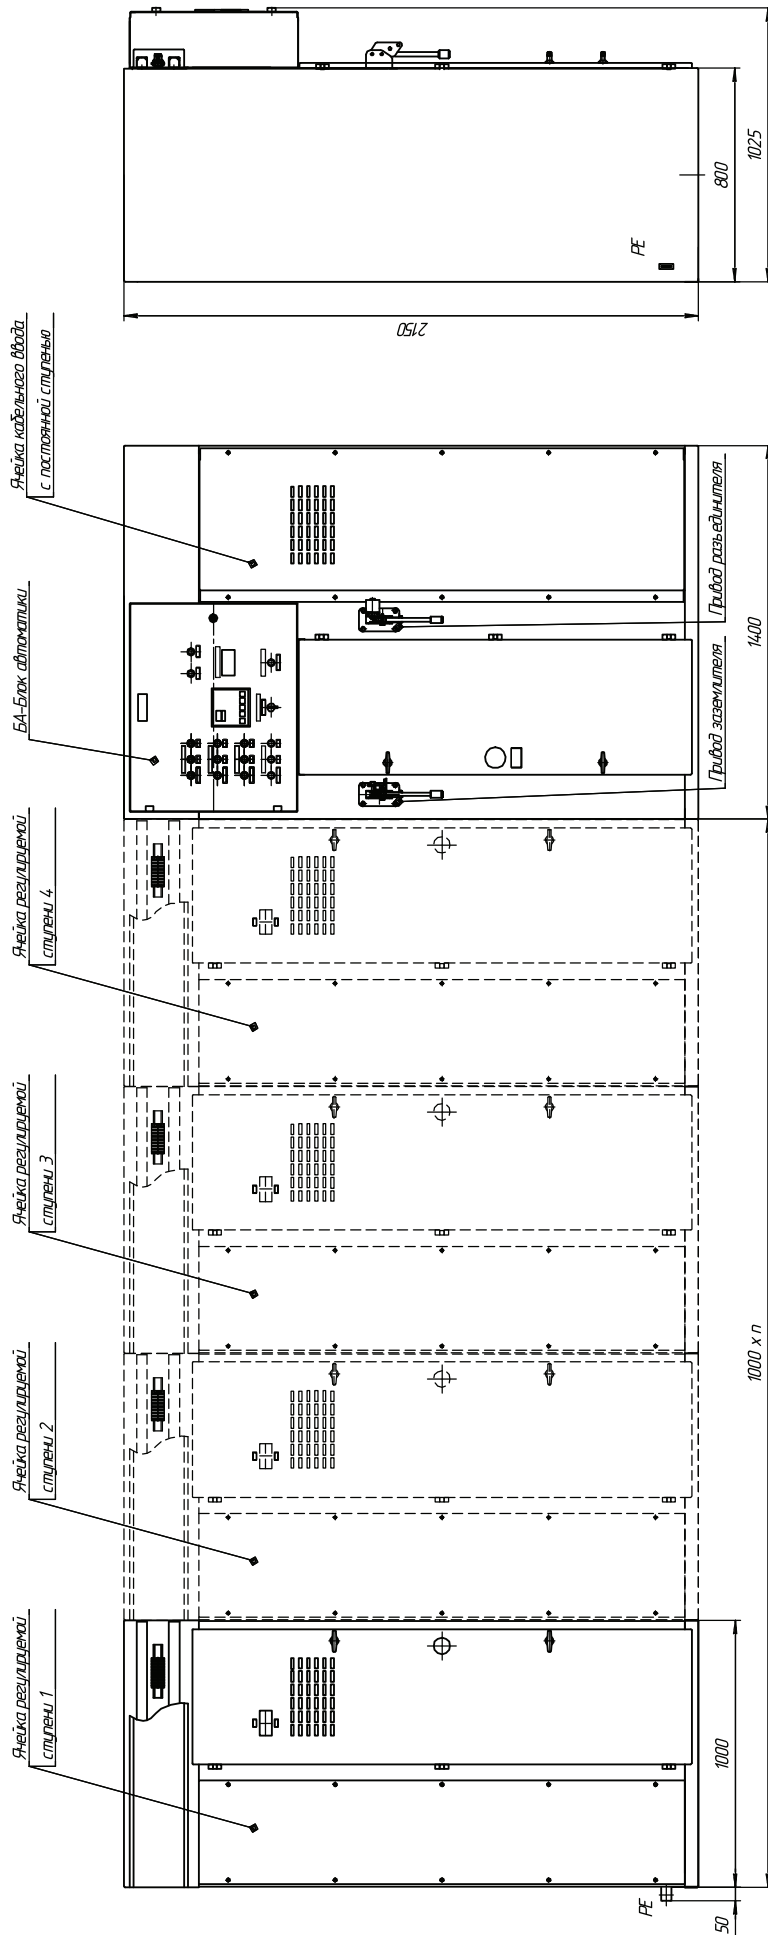 Ячейка регулируемой
ступени 1
Ячейка регулируемой
ступени 2
Ячейка регулируемой
ступени 3
Ячейка регулируемой
ступени 4
БА-Блок автоматики
Ячейка кабельного ввода
с постоянной ступенью
Привод заземлителя
Привод разъединителя
PE
50
1000
1000 x n
1400
2150
PE
800
1025